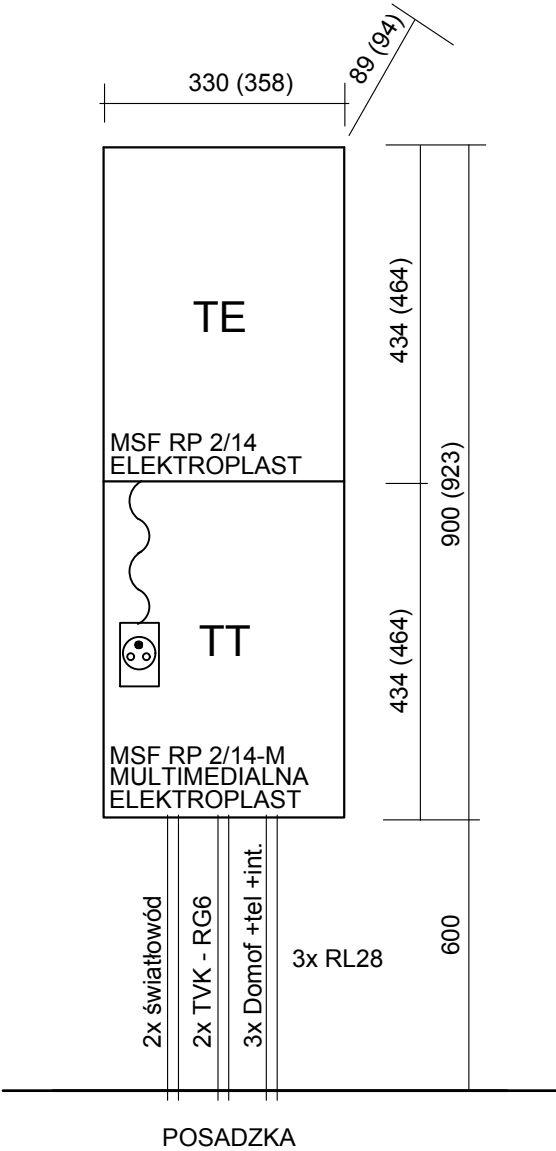 330 (358)
89 (94)
TE
434 (464)
MSF RP 2/14
ELEKTROPLAST
900 (923)
TT
434 (464)
MSF RP 2/14-M
MULTIMEDIALNA
ELEKTROPLAST
2x światłowód
2x TVK - RG6
3x Domof +tel +int.
3x RL28
600
POSADZKA